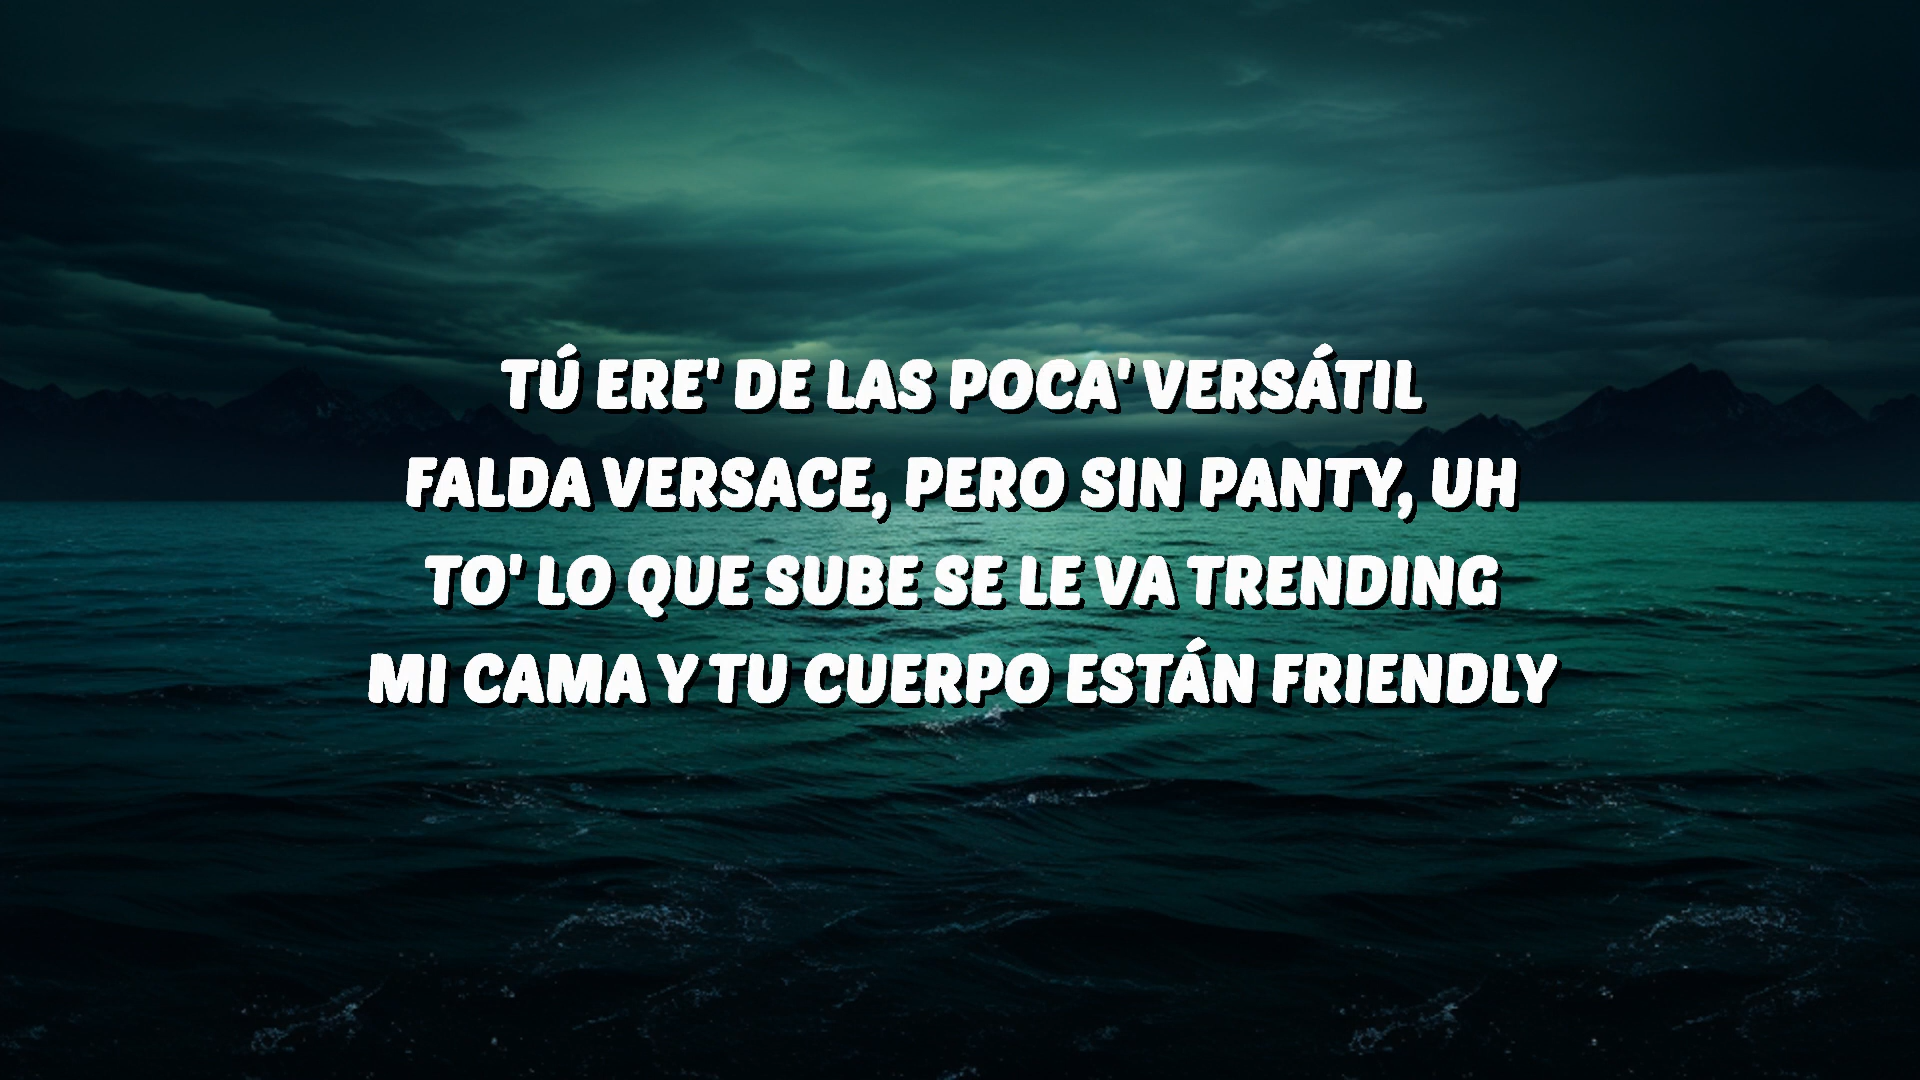 TÚ ERE' DE LAS POCA' VERSÁTIL
FALDA VERSACE, PERO SIN PANTY, UH
TO' LO QUE SUBE SE LE VA TRENDING
MI CAMA Y TU CUERPO ESTÁN FRIENDLY